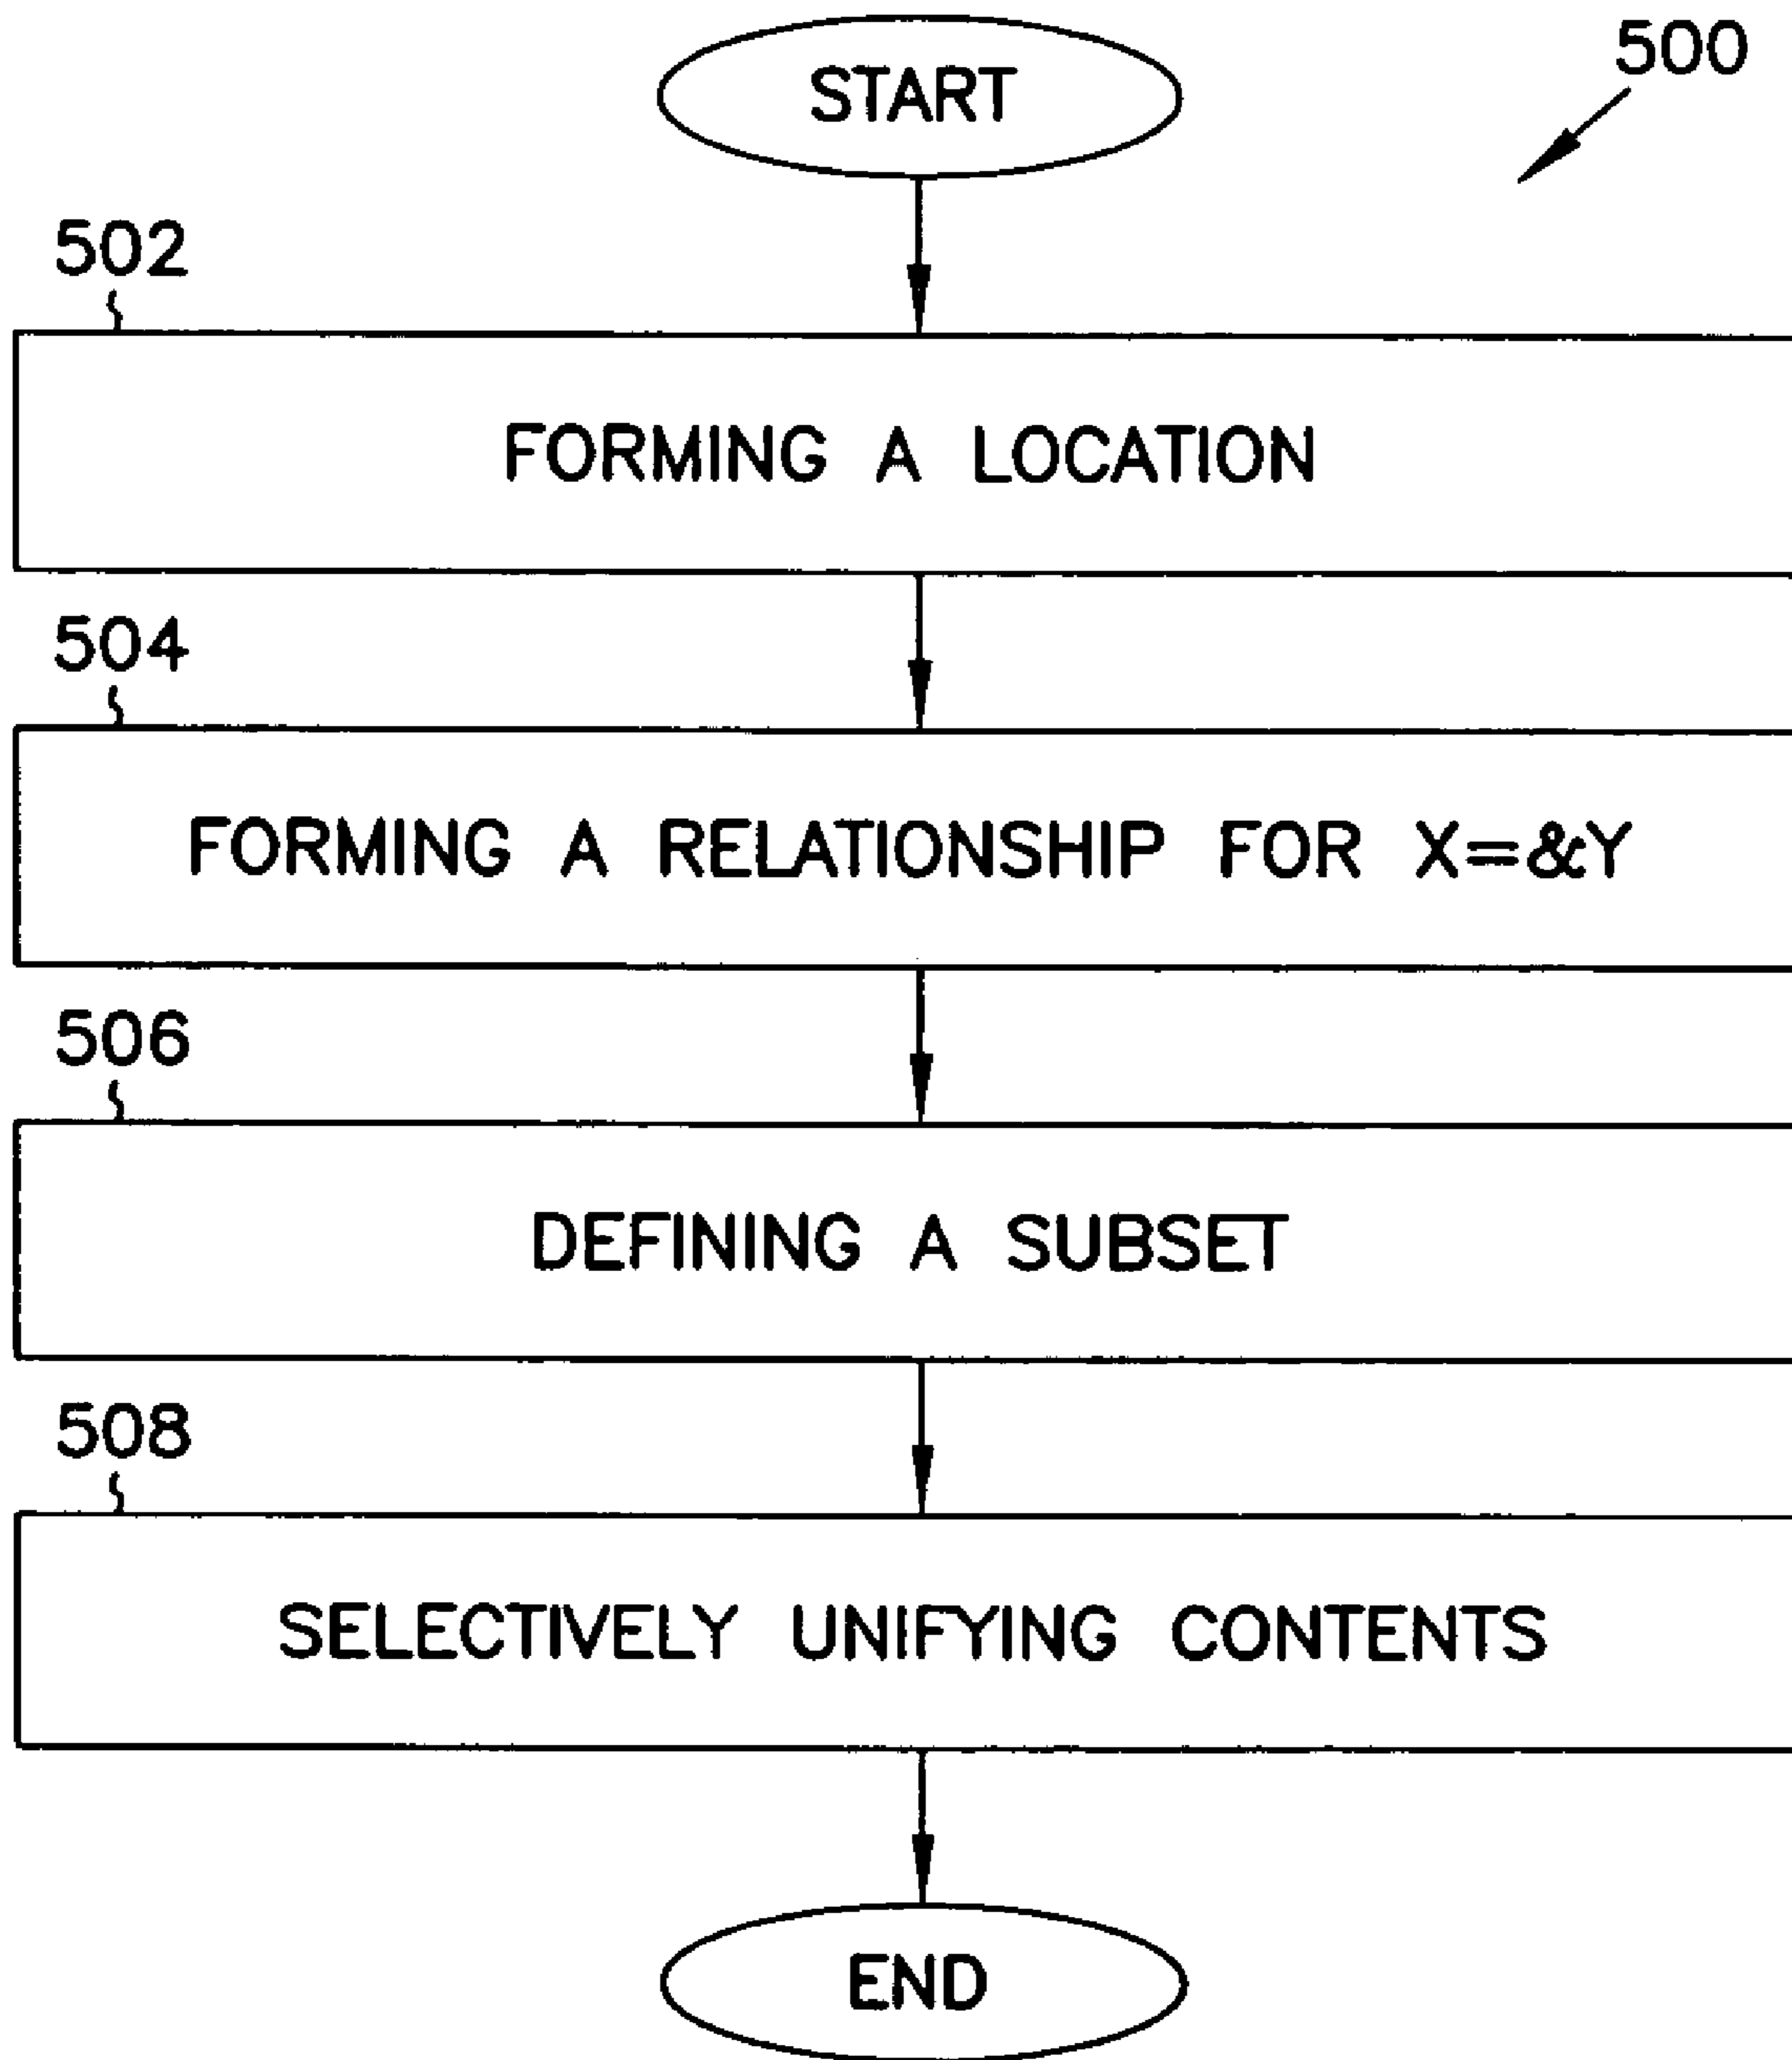 START
500
502
FORMING A LOCATION
504
FORMING A RELATIONSHIP FOR X=&Y
506
DEFINING A SUBSET
508
SELECTIVELY UNIFYING CONTENTS
END